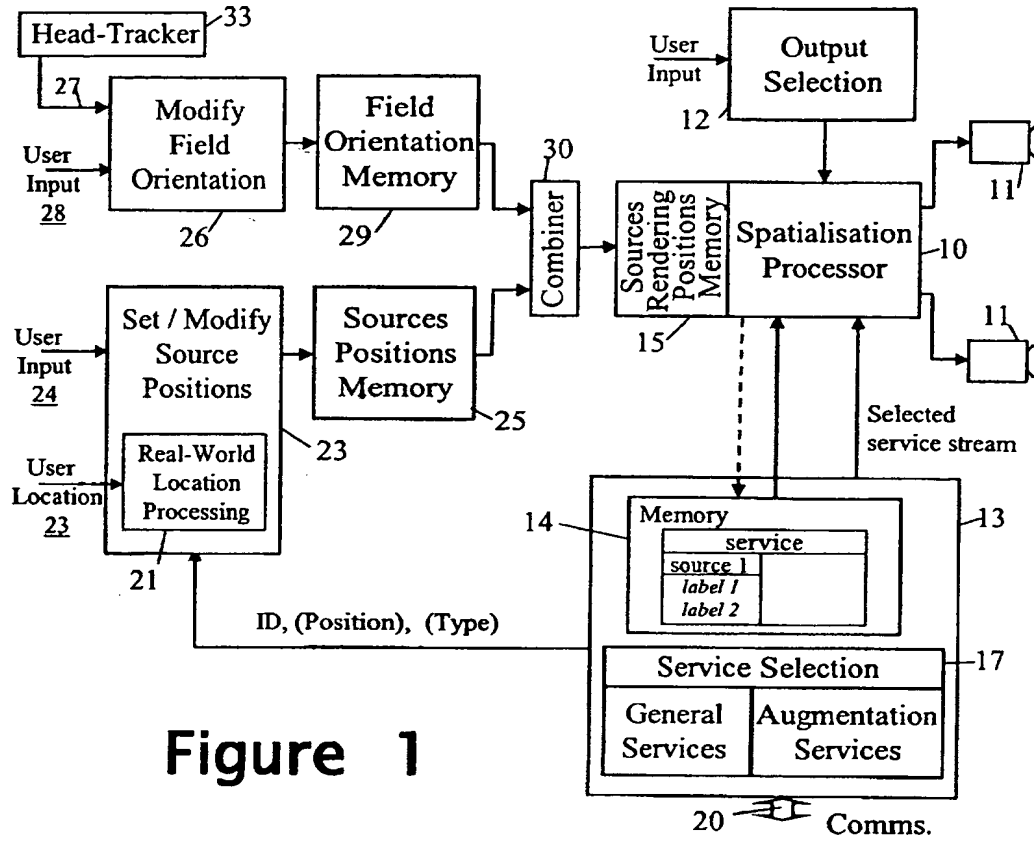 Head-Tracker
33
27
Modify
Field
Orientation
User
Input
28
26
Field
Orientation
Memory
29
30
Combiner
User
Input
Output
Selection
12
11
Sources
Rendering
Positions
Memory
15
Spatialisation
Processor
10
11
User
Input
24
Set / Modify
Source
Positions
23
Sources
Positions
Memory
25
User
Location
23
Real-World
Location
Processing
21
Selected
service stream
13
14
Memory
service
source 1
label 1
label 2
ID, (Position), (Type)
17
Service Selection
General
Services
Augmentation
Services
20
Comms.
Figure 1